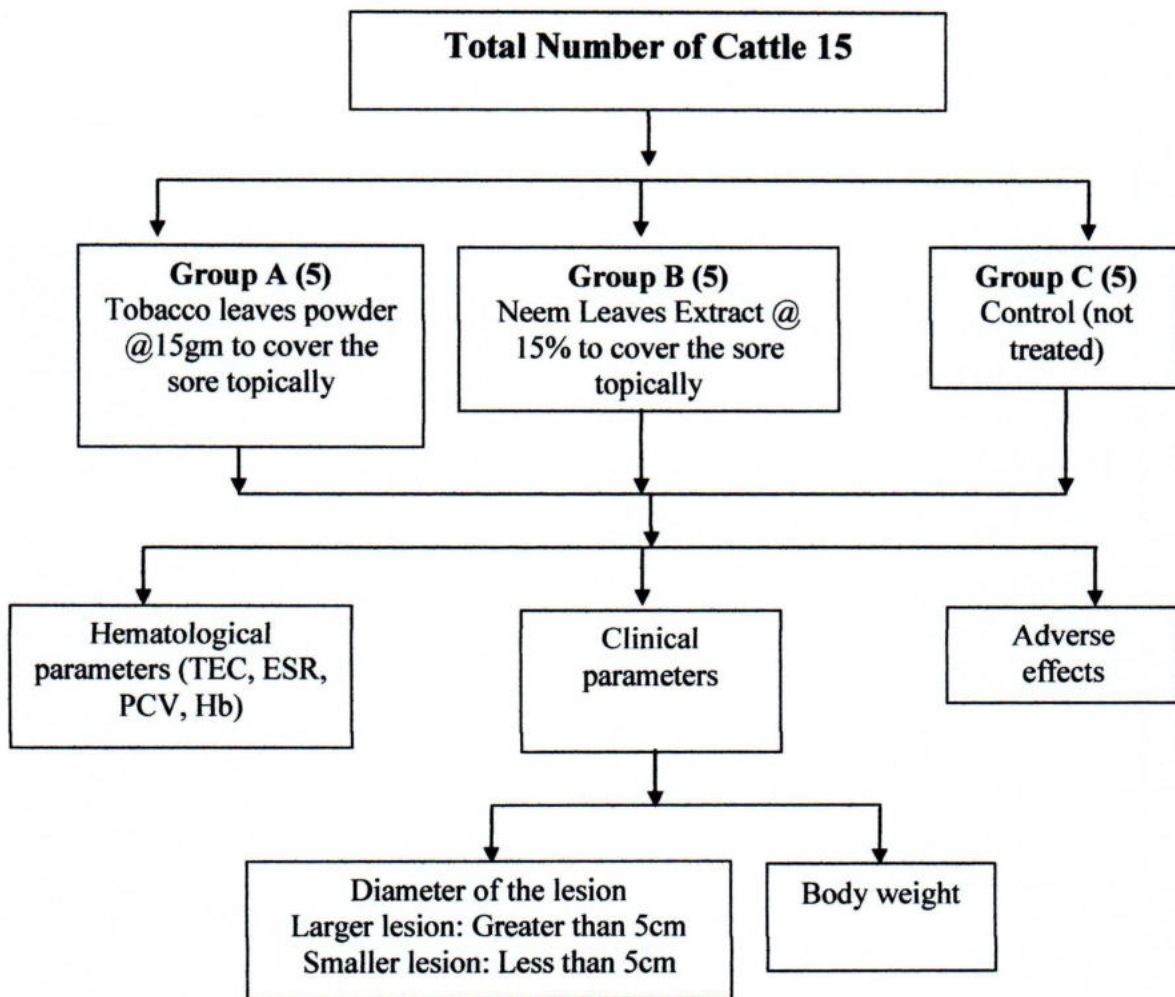 Total Number of Cattle 15
Group A (5)
Tobacco leaves powder
@15gm to cover the
sore topically
Group B (5)
Neem Leaves Extract @
15% to cover the sore
topically
Group C (5)
Control (not
treated)
Hematological
parameters (TEC, ESR,
PCV, Hb)
Clinical
parameters
Adverse
effects
Diameter of the lesion
Larger lesion: Greater than 5cm
Smaller lesion: Less than 5cm
Body weight